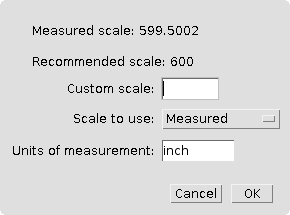 Measured scale: 599.5002
Recommended scale: 600
Custom scale:
Scale to use: Measured
Units of measurement: inch
Cancel OK